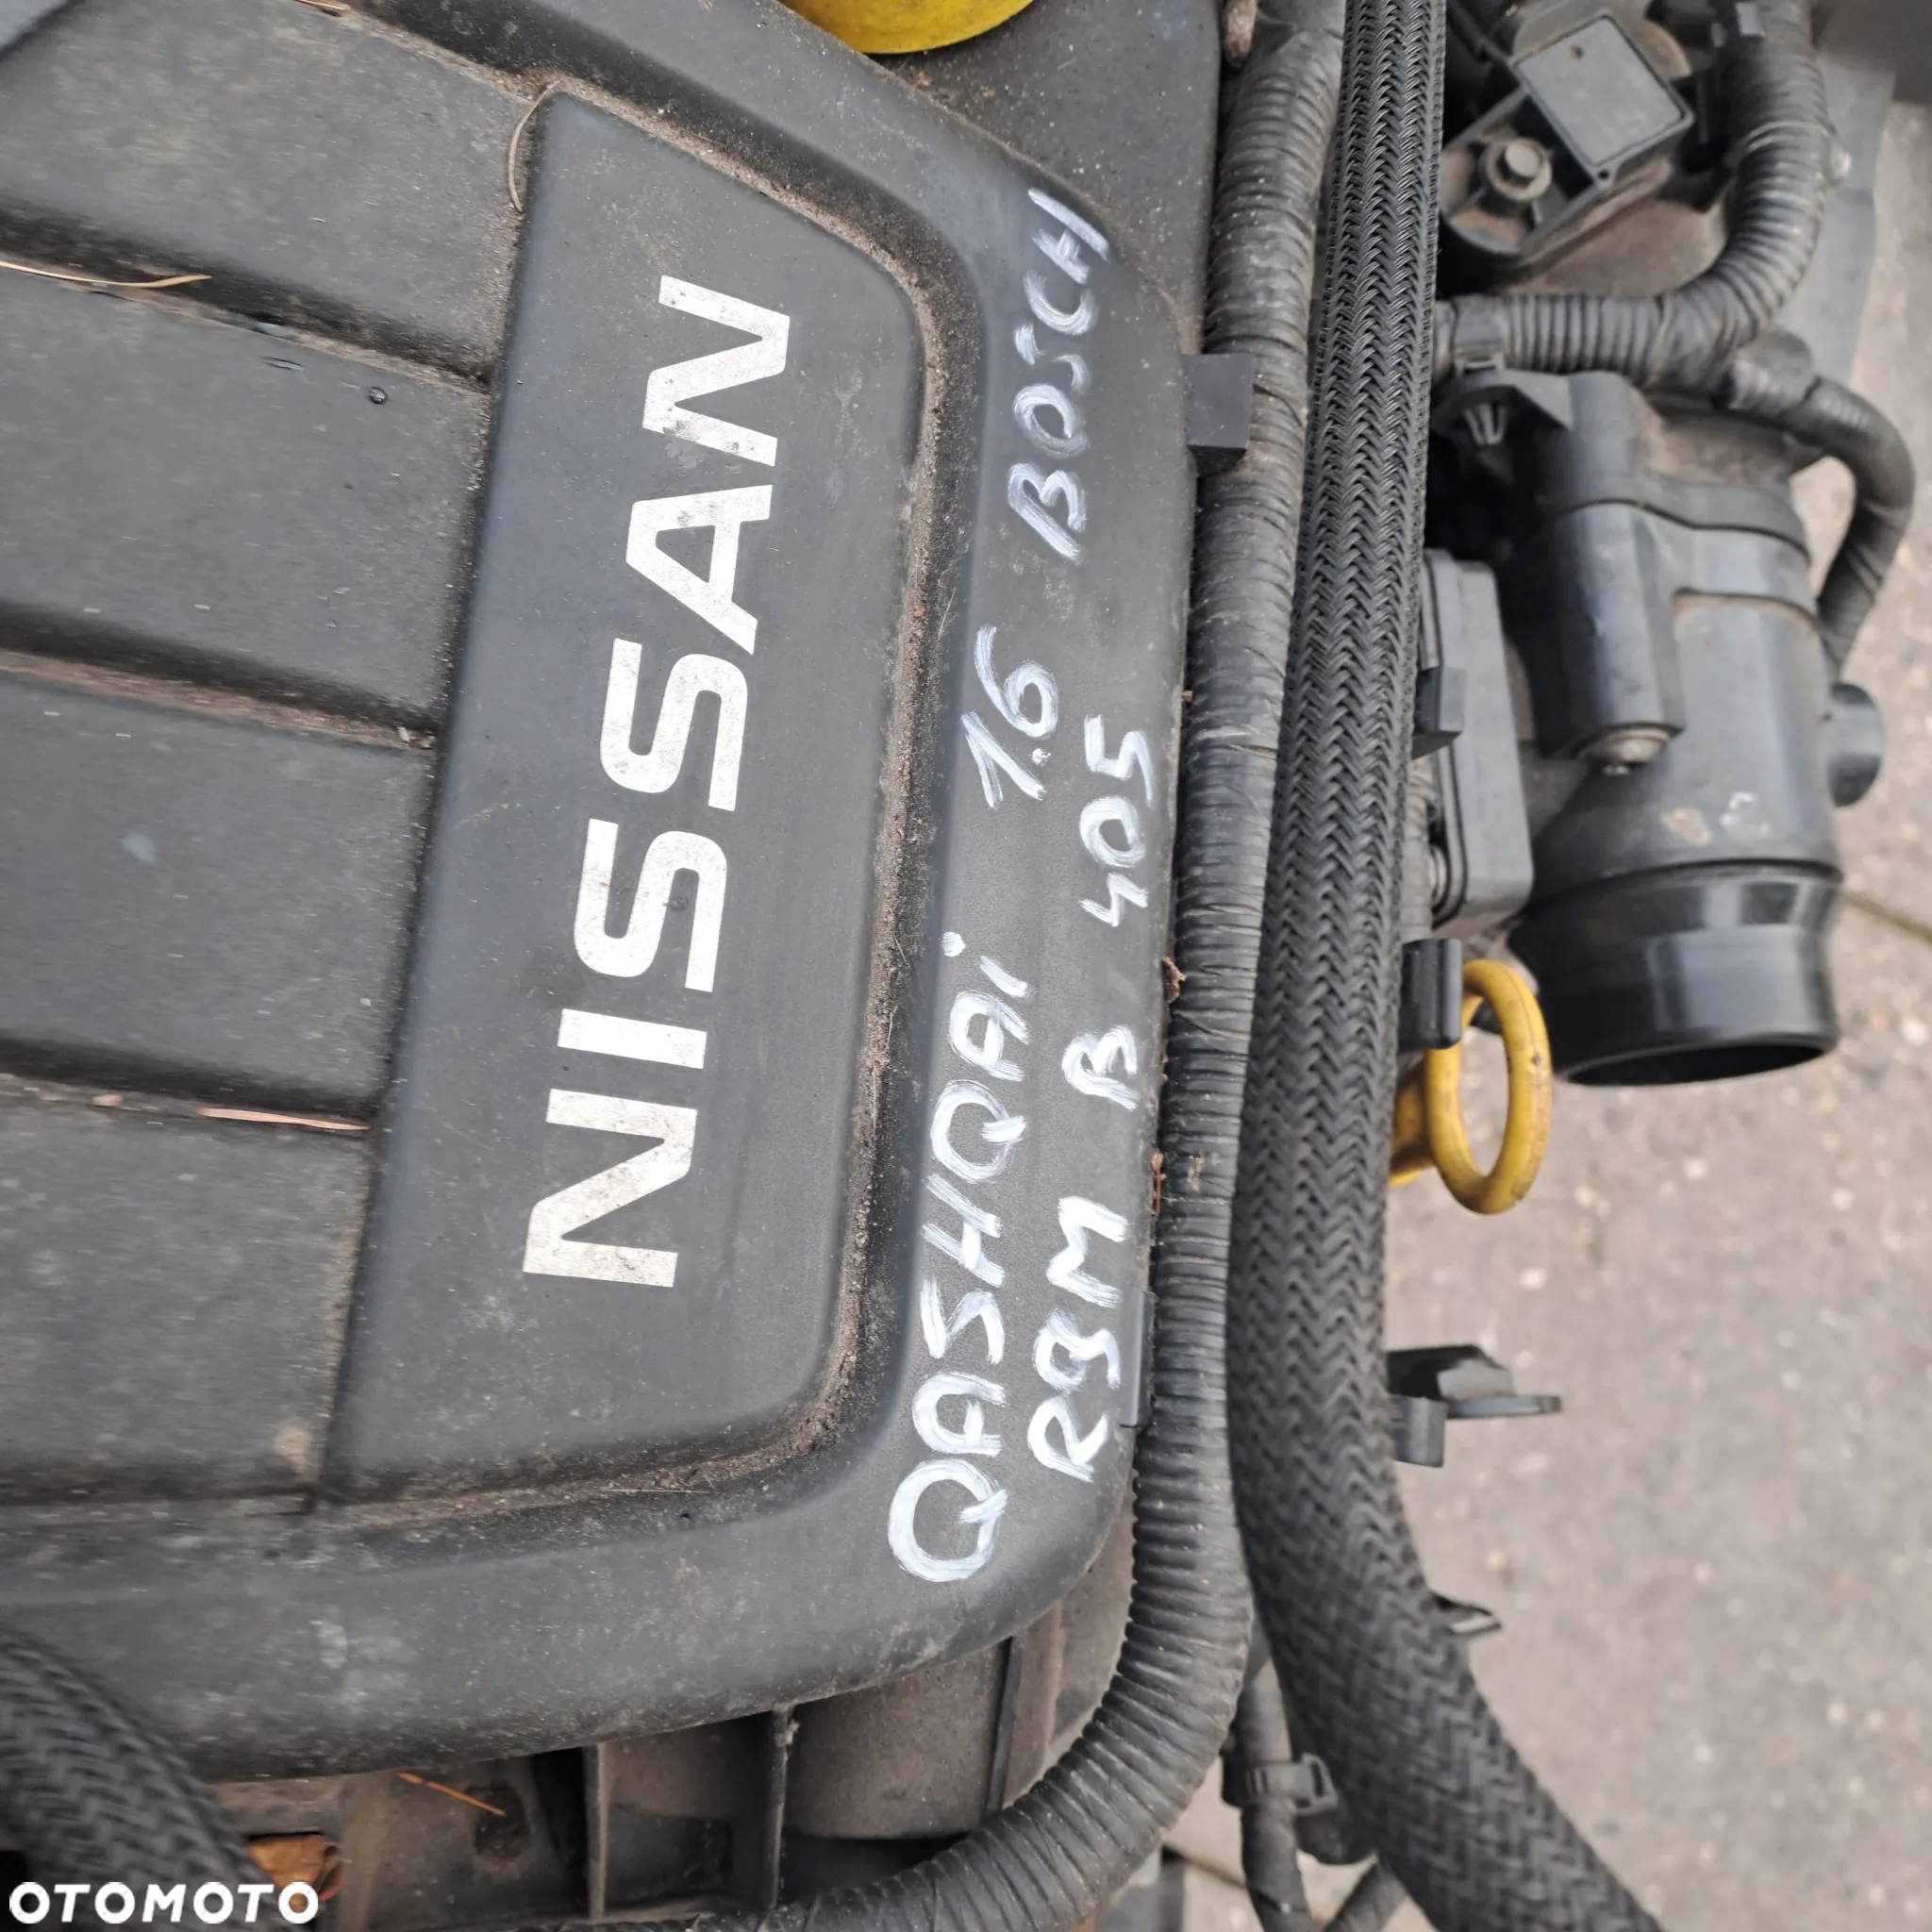 NISSAN
QASHQAi 1.6 BOSCH
R9M B 405
OTOMOTO